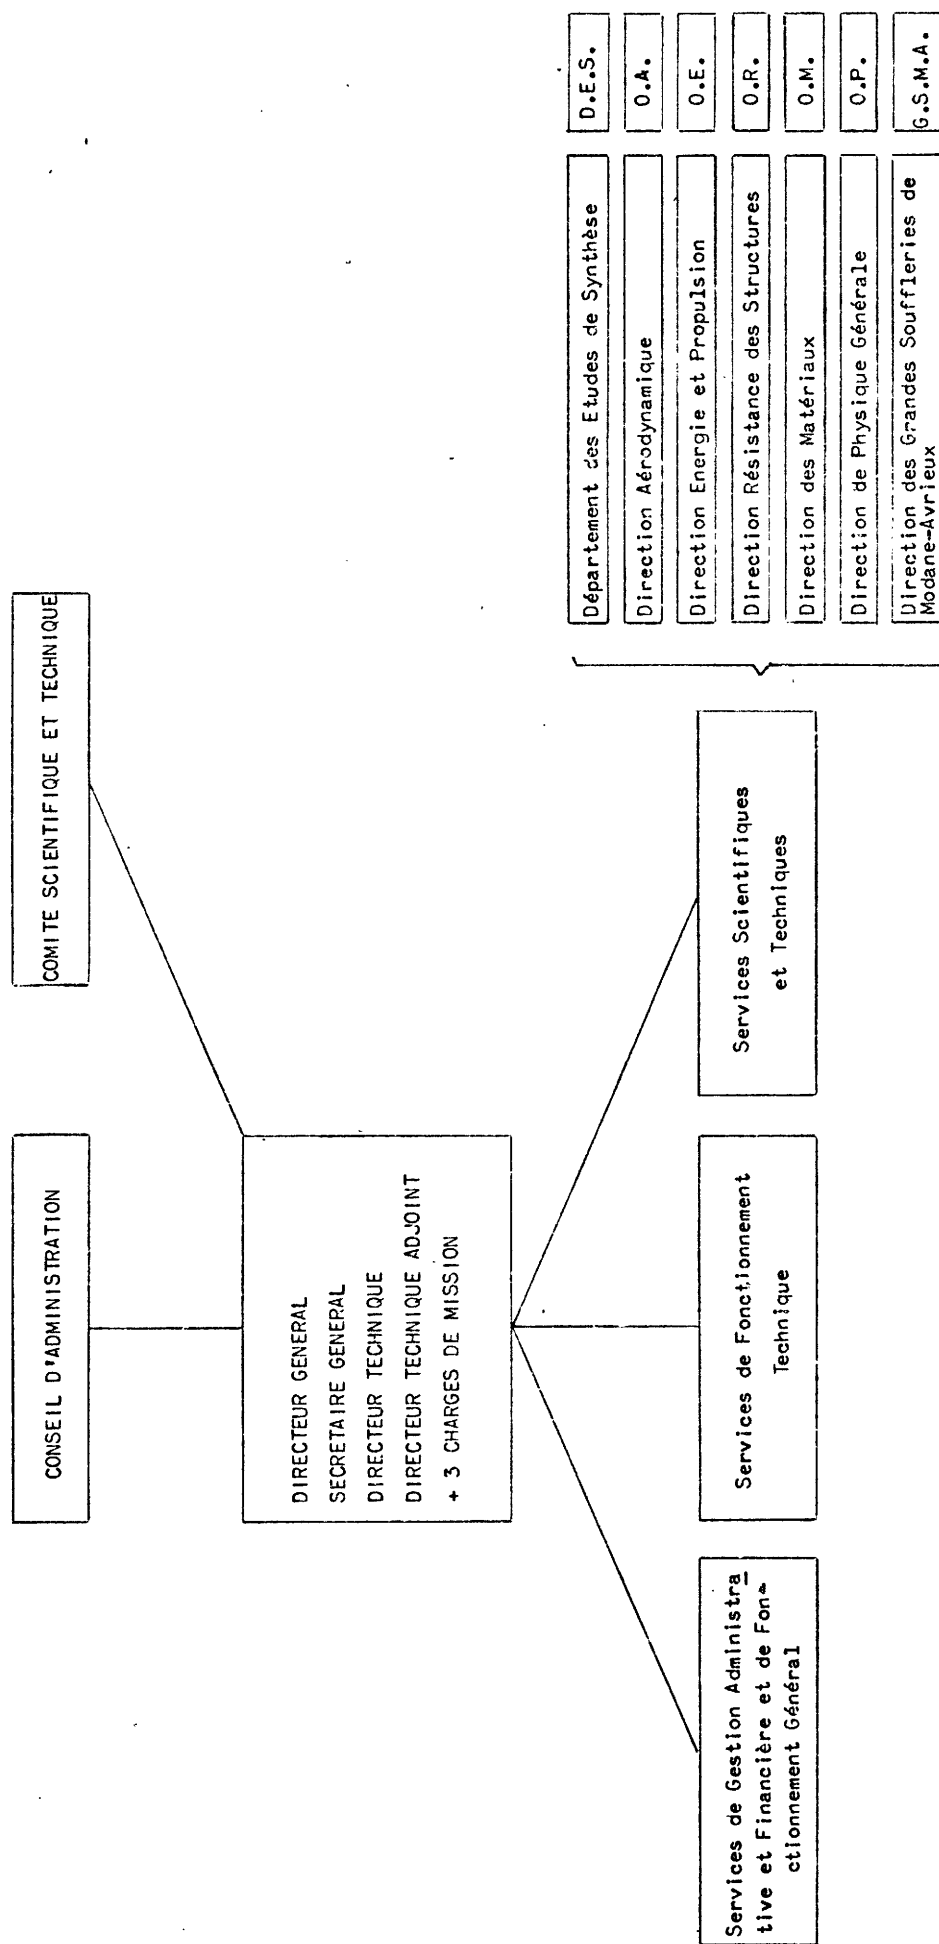 CONSEIL D'ADMINISTRATION
COMITE SCIENTIFIQUE ET TECHNIQUE
DIRECTEUR GENERAL
SECRETAIRE GENERAL
DIRECTEUR TECHNIQUE
DIRECTEUR TECHNIQUE ADJOINT
+ 3 CHARGES DE MISSION
Services de Gestion Administra
tive et Financière et de Fon-
ctionnement Général
Services de Fonctionnement
Technique
Services Scientifiques
et Techniques
Département des Etudes de Synthèse
D.E.S.
Direction Aérodynamique
O.A.
Direction Energie et Propulsion
O.E.
Direction Résistance des Structures
O.R.
Direction des Matériaux
O.M.
Direction de Physique Générale
O.P.
Direction des Grandes Souffleries de
Modane-Avrieux
G.S.M.A.